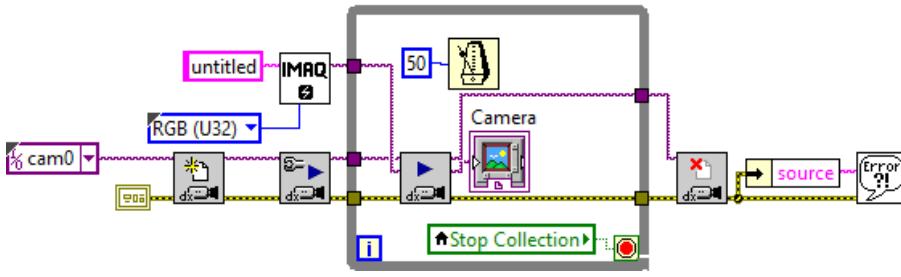 untitled
IMAQ
50
RGB (U32)
Camera
I/O cam0
dx
dx
dx
dx
source
Error
?!
i
Stop Collection